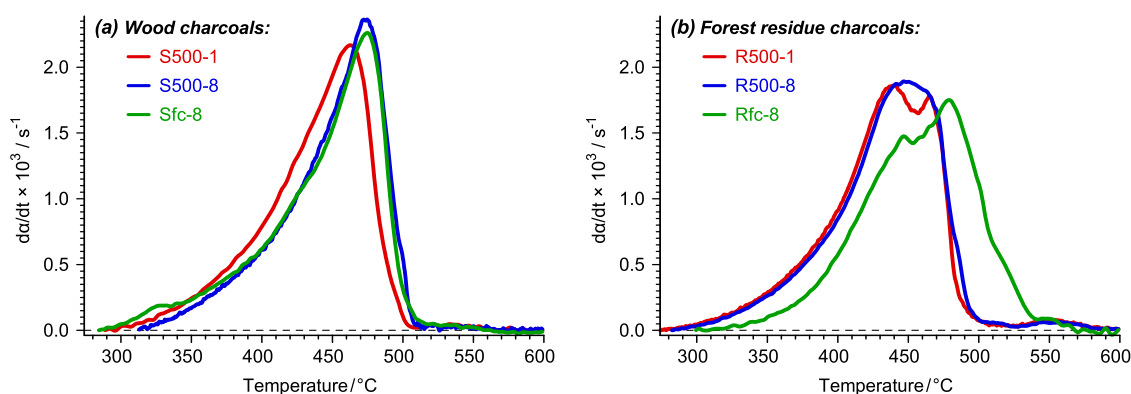 (a) Wood charcoals:
S500-1
S500-8
Sfc-8
dα/dt × 10³ / s⁻¹
2.0
1.5
1.0
0.5
0.0
300 350 400 450 500 550 600
Temperature / °C
(b) Forest residue charcoals:
R500-1
R500-8
Rfc-8
dα/dt × 10³ / s⁻¹
2.0
1.5
1.0
0.5
0.0
300 350 400 450 500 550 600
Temperature / °C